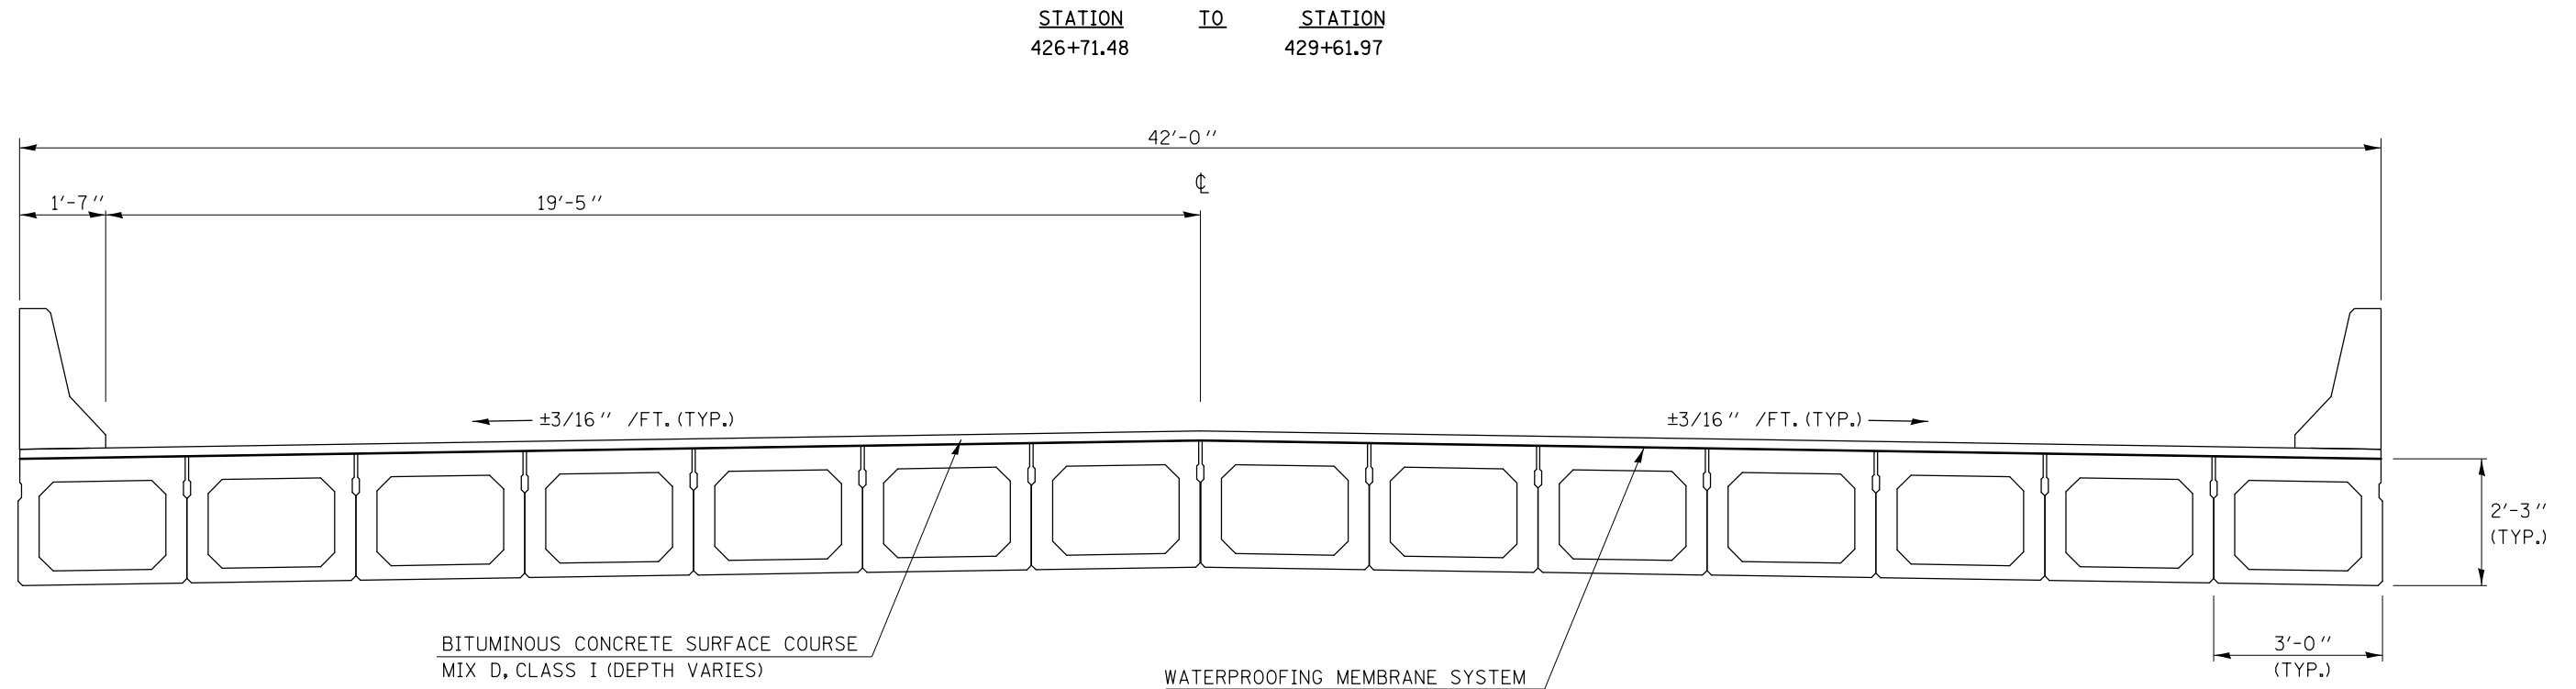 STATION TO STATION
426+71.48 429+61.97
42'-0"
℄
1'-7" 19'-5"
±3/16" /FT. (TYP.) ±3/16" /FT. (TYP.)
2'-3"
(TYP.)
BITUMINOUS CONCRETE SURFACE COURSE
MIX D, CLASS I (DEPTH VARIES)
WATERPROOFING MEMBRANE SYSTEM
3'-0"
(TYP.)